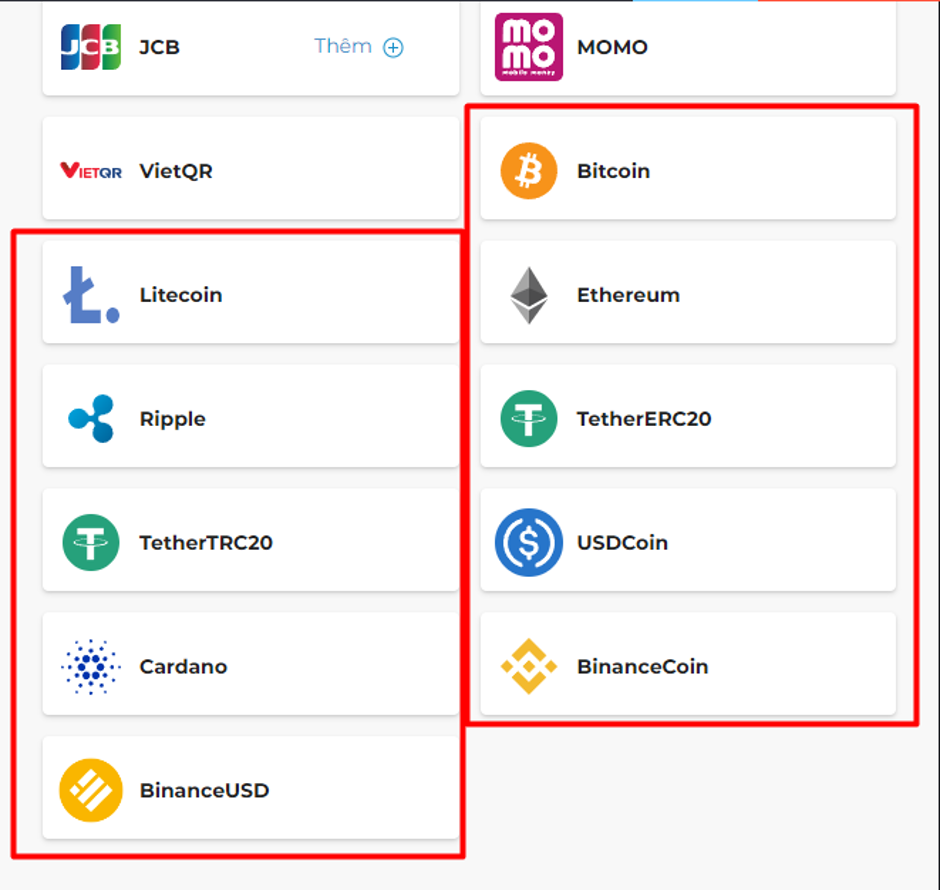 JCB
JCB
Thêm
mo
mo
mobile money
MOMO
VIETQR
VietQR
Bitcoin
Litecoin
Ethereum
Ripple
TetherERC20
TetherTRC20
USDCoin
Cardano
BinanceCoin
BinanceUSD